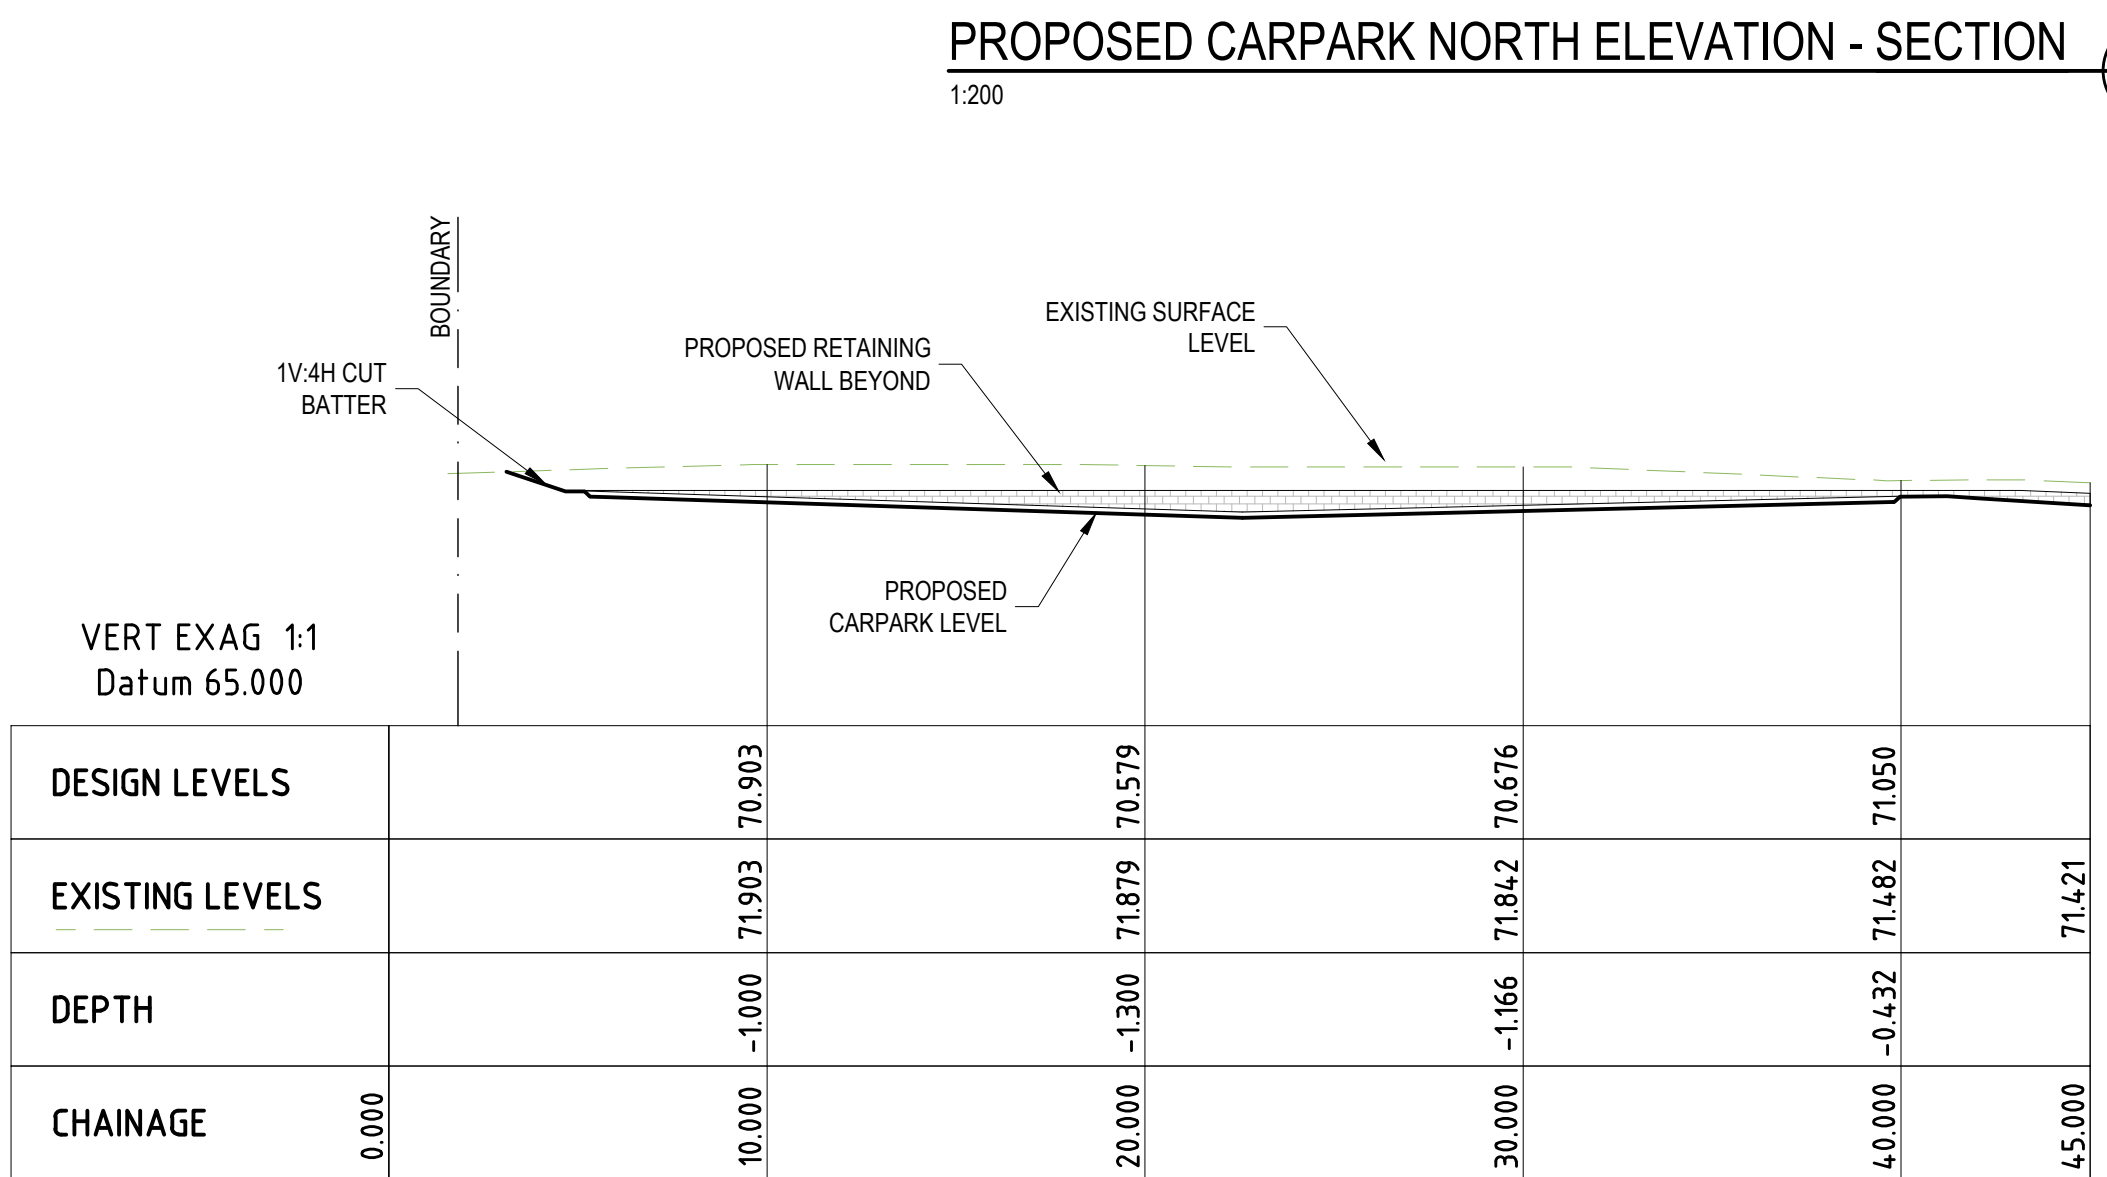 PROPOSED CARPARK NORTH ELEVATION - SECTION
1:200
BOUNDARY
EXISTING SURFACE
LEVEL
PROPOSED RETAINING
WALL BEYOND
1V:4H CUT
BATTER
PROPOSED
CARPARK LEVEL
VERT EXAG 1:1
Datum 65.000
DESIGN LEVELS 70.903 70.579 70.676 71.050
EXISTING LEVELS 71.903 71.879 71.842 71.482 71.421
DEPTH -1.000 -1.300 -1.166 -0.432
CHAINAGE 0.000 10.000 20.000 30.000 40.000 45.000